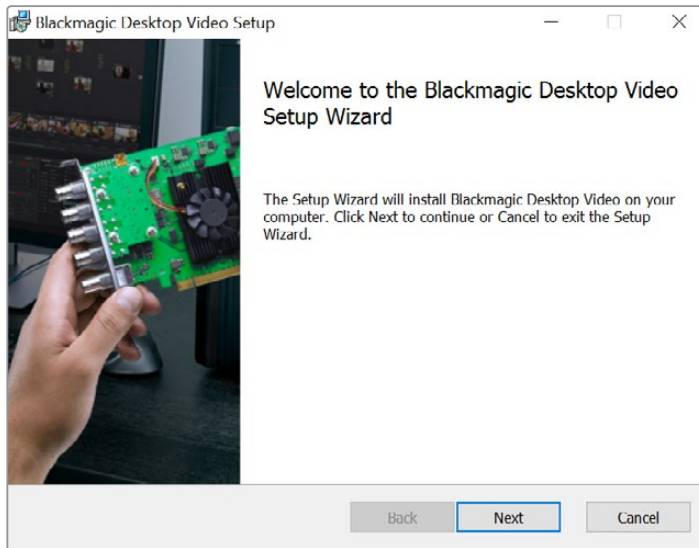 Blackmagic Desktop Video Setup
Welcome to the Blackmagic Desktop Video
Setup Wizard
The Setup Wizard will install Blackmagic Desktop Video on your
computer. Click Next to continue or Cancel to exit the Setup
Wizard.
Back
Next
Cancel